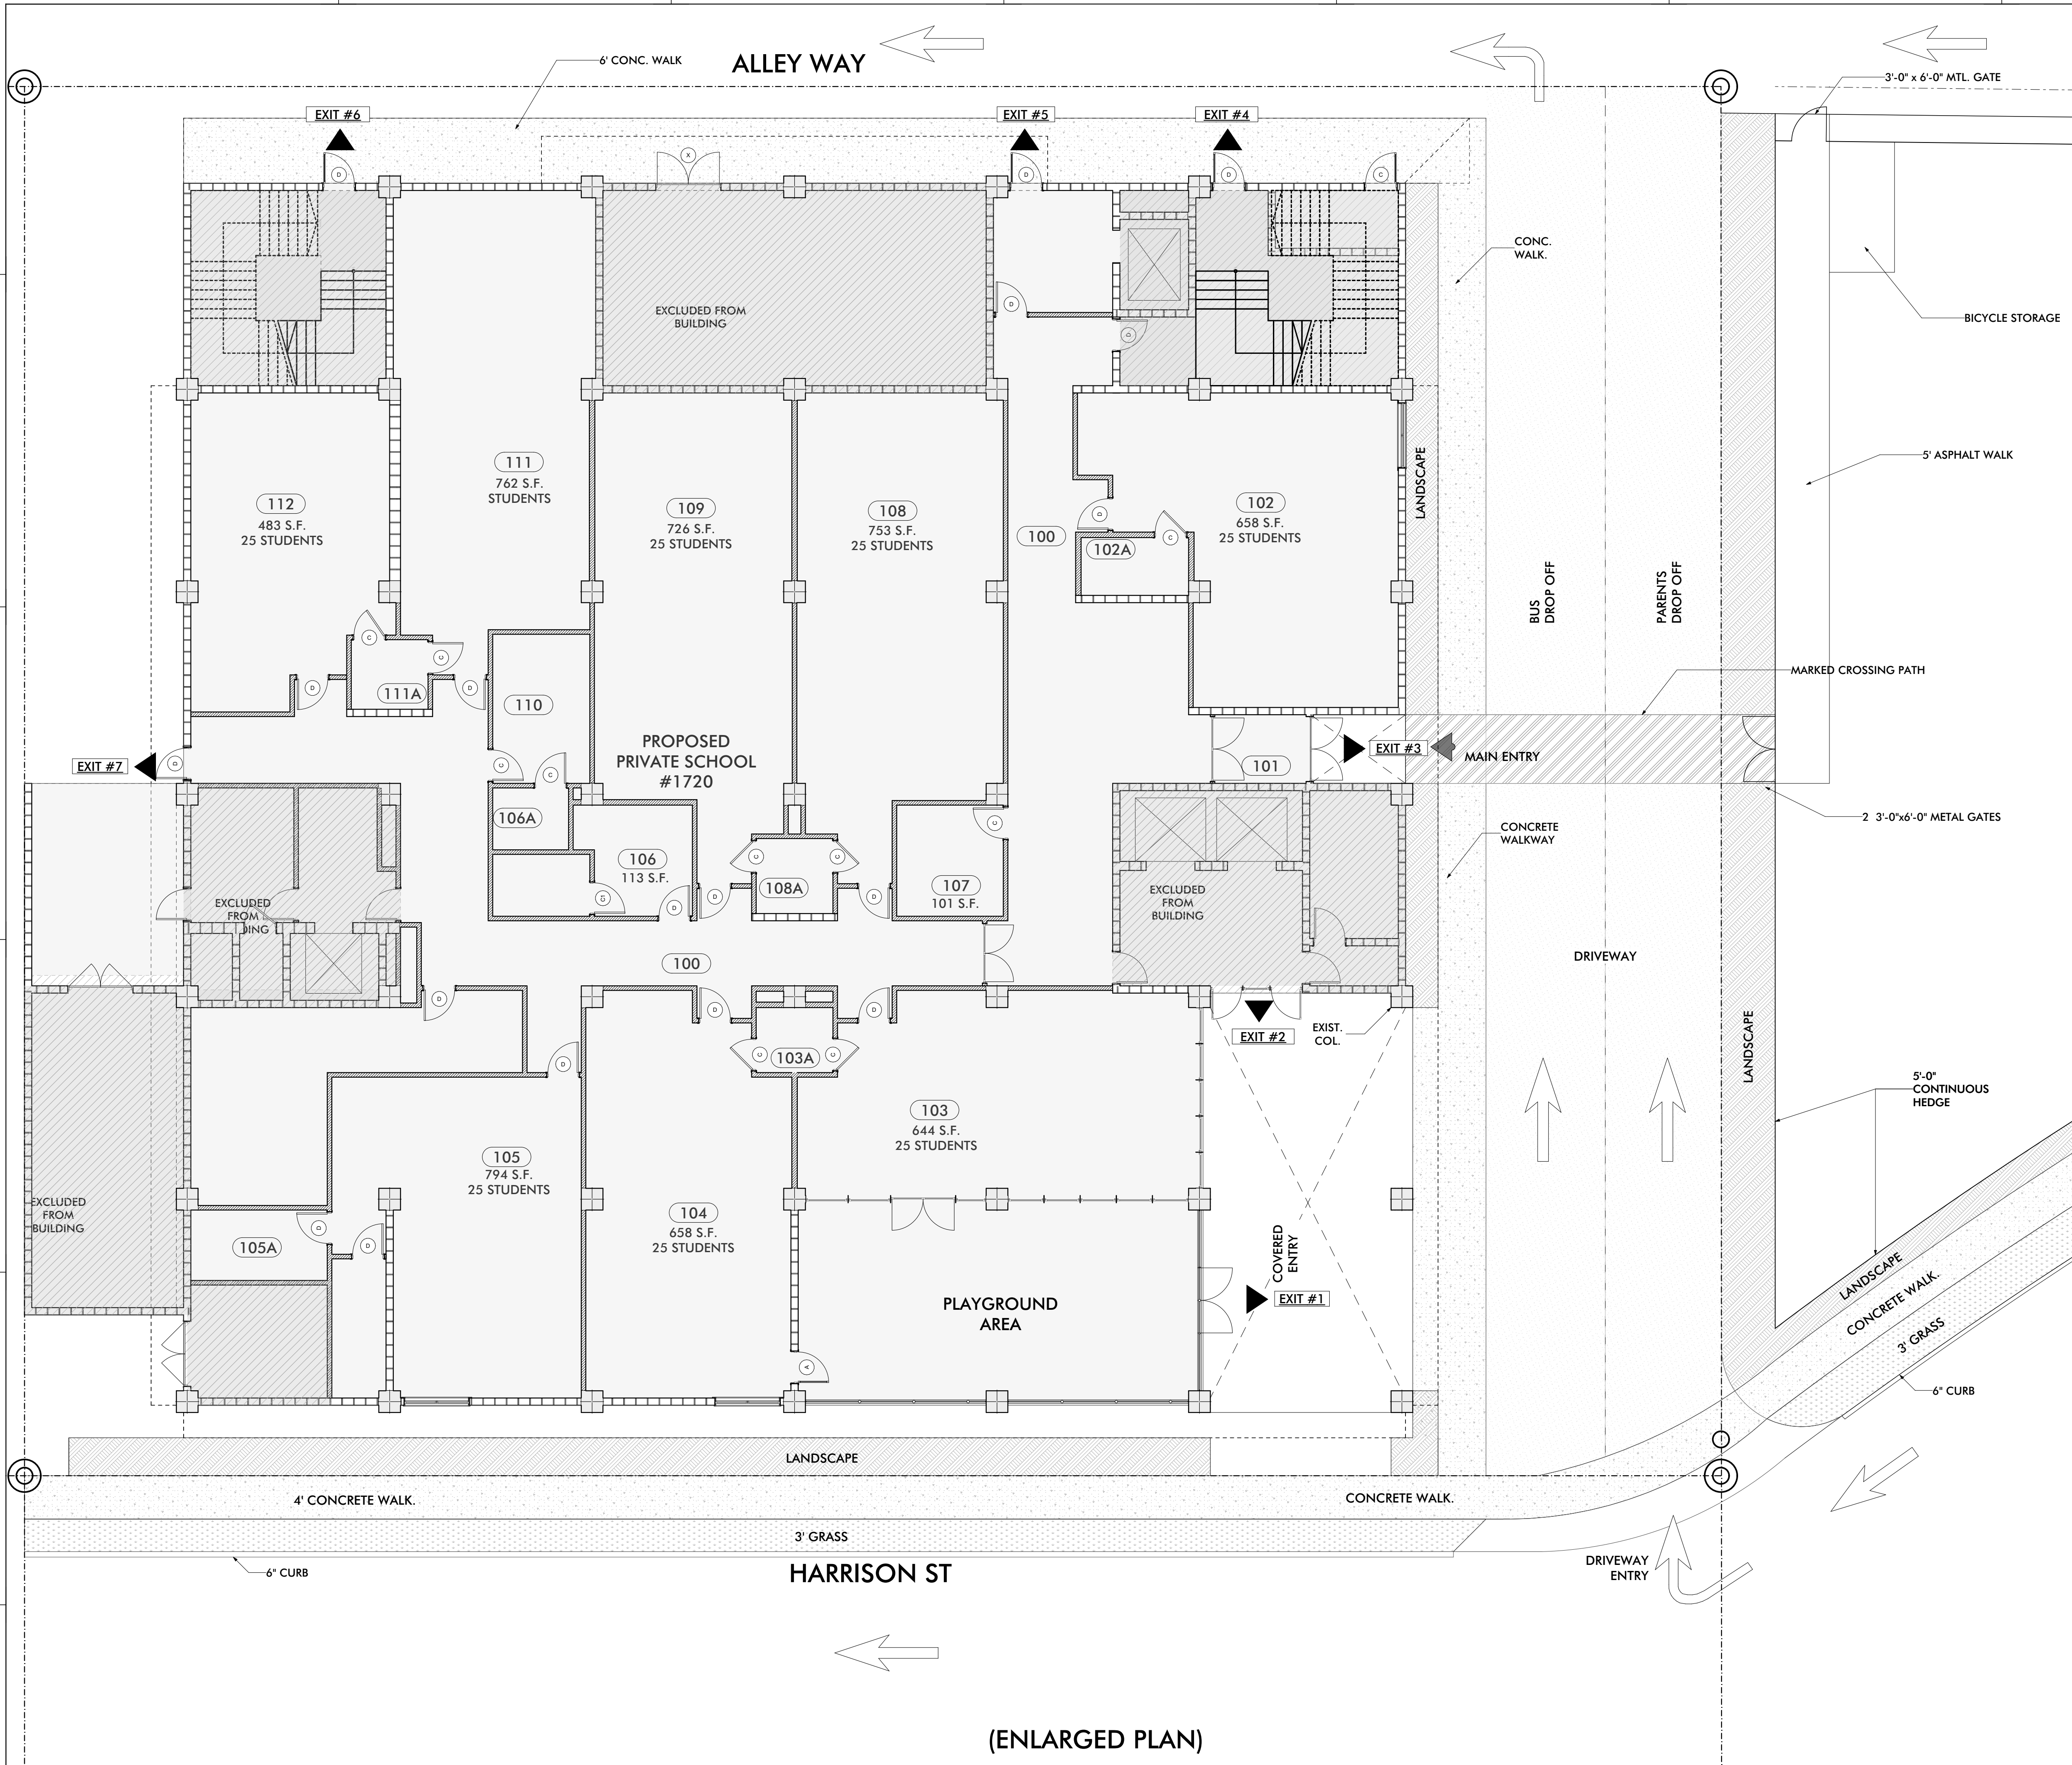 ALLEY WAY
6' CONC. WALK
3'-0" x 6'-0" MTL. GATE
EXIT #6
EXIT #5
EXIT #4
D
X
D
D
C
CONC.
WALK.
BICYCLE STORAGE
EXCLUDED FROM
BUILDING
D
D
5' ASPHALT WALK
LANDSCAPE
111
762 S.F.
STUDENTS
112
483 S.F.
25 STUDENTS
109
726 S.F.
25 STUDENTS
108
753 S.F.
25 STUDENTS
100
102
658 S.F.
25 STUDENTS
D
C
102A
BUS
DROP OFF
PARENTS
DROP OFF
C
C
D
111A
D
110
MARKED CROSSING PATH
PROPOSED
PRIVATE SCHOOL
#1720
EXIT #7
D
C
C
101
EXIT #3
MAIN ENTRY
106A
C
2 3'-0"x6'-0" METAL GATES
CONCRETE
WALKWAY
106
113 S.F.
C
C
108A
107
101 S.F.
D
D
D
EXCLUDED
FROM
BUILDING
EXCLUDED
FROM
DING
100
DRIVEWAY
D
D
D
EXIT #2
EXIST.
COL.
D
C
103A
C
LANDSCAPE
5'-0"
CONTINUOUS
HEDGE
103
644 S.F.
25 STUDENTS
105
794 S.F.
25 STUDENTS
104
658 S.F.
25 STUDENTS
EXCLUDED
FROM
BUILDING
D
D
105A
COVERED
ENTRY
EXIT #1
PLAYGROUND
AREA
A
LANDSCAPE
CONCRETE WALK.
3' GRASS
6" CURB
LANDSCAPE
4' CONCRETE WALK.
CONCRETE WALK.
3' GRASS
6" CURB
HARRISON ST
DRIVEWAY
ENTRY
(ENLARGED PLAN)